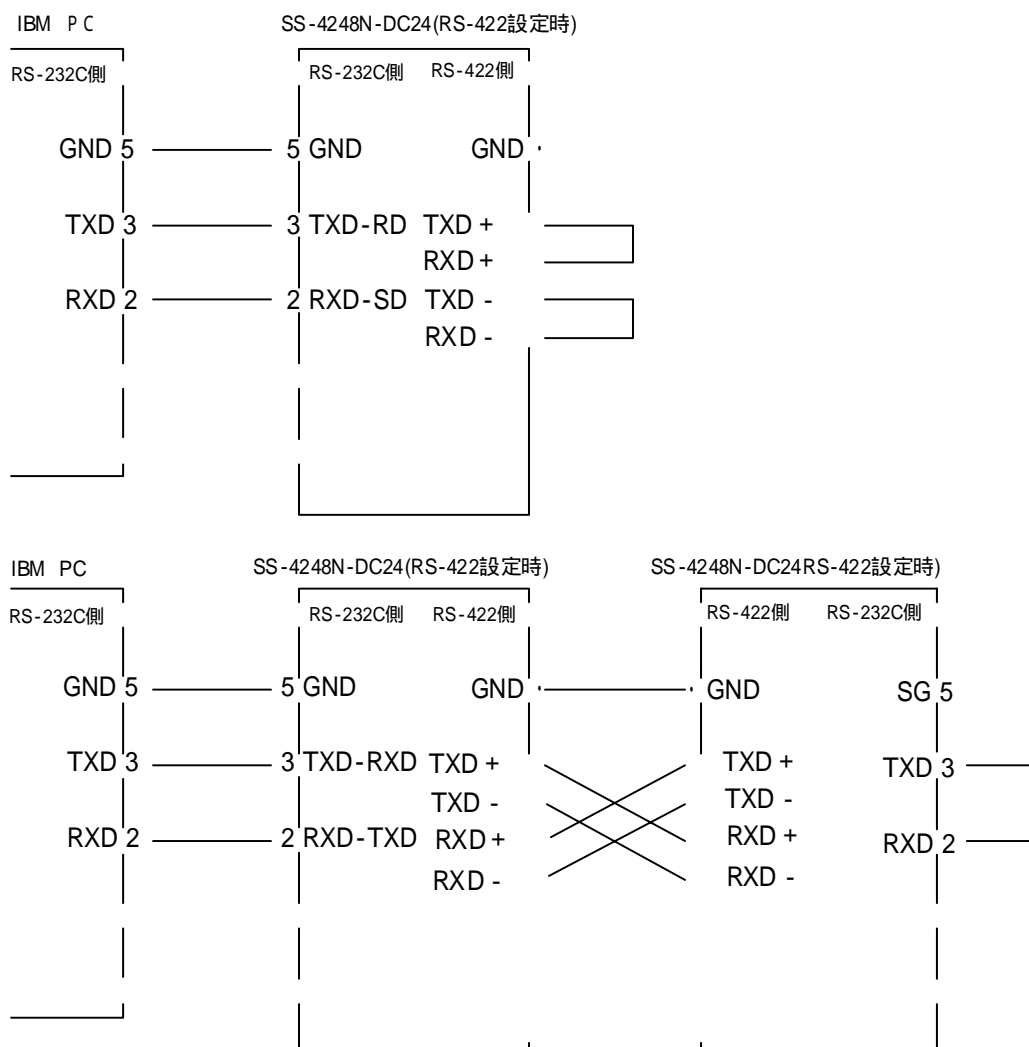 IBM PC SS-4248N-DC24(RS-422設定時)
RS-232C側 RS-232C側 RS-422側
GND 5 5 GND GND
TXD 3 3 TXD-RD TXD +
RXD +
RXD 2 2 RXD-SD TXD -
RXD -
IBM PC SS-4248N-DC24(RS-422設定時) SS-4248N-DC24RS-422設定時)
RS-232C側 RS-232C側 RS-422側 RS-422側 RS-232C側
GND 5 5 GND GND GND SG 5
TXD 3 3 TXD-RXD TXD + TXD + TXD 3
TXD - TXD -
RXD 2 2 RXD-TXD RXD + RXD + RXD 2
RXD - RXD -